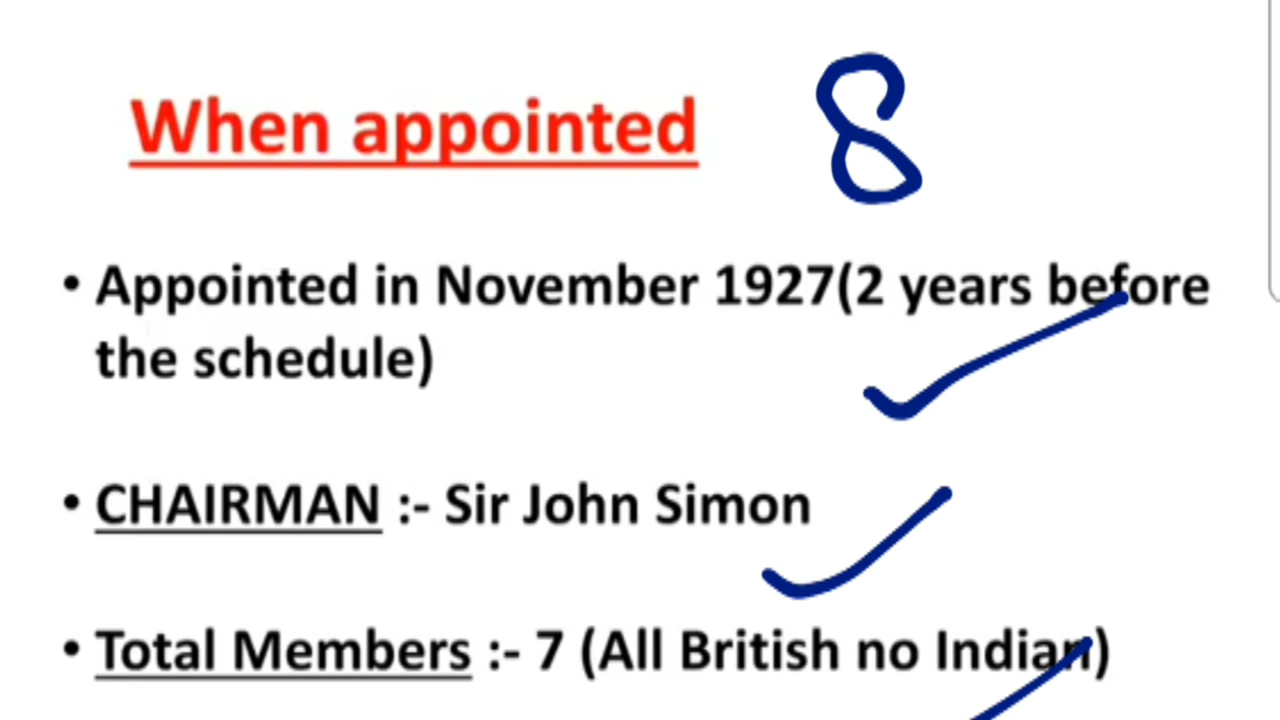 When appointed 8
• Appointed in November 1927(2 years before
the schedule)
• CHAIRMAN :- Sir John Simon
• Total Members :- 7 (All British no Indian)